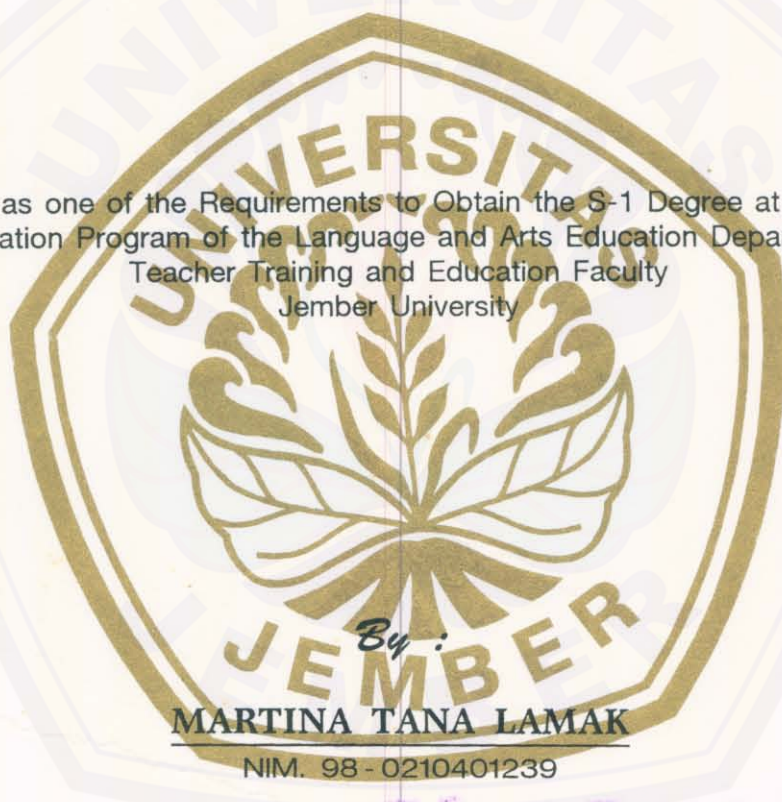 UNIVERSITAS
as one of the Requirements to Obtain the S-1 Degree at
ation Program of the Language and Arts Education Depa
Teacher Training and Education Faculty
Jember University
By :
JEMBER
MARTINA TANA LAMAK
NIM. 98 - 0210401239